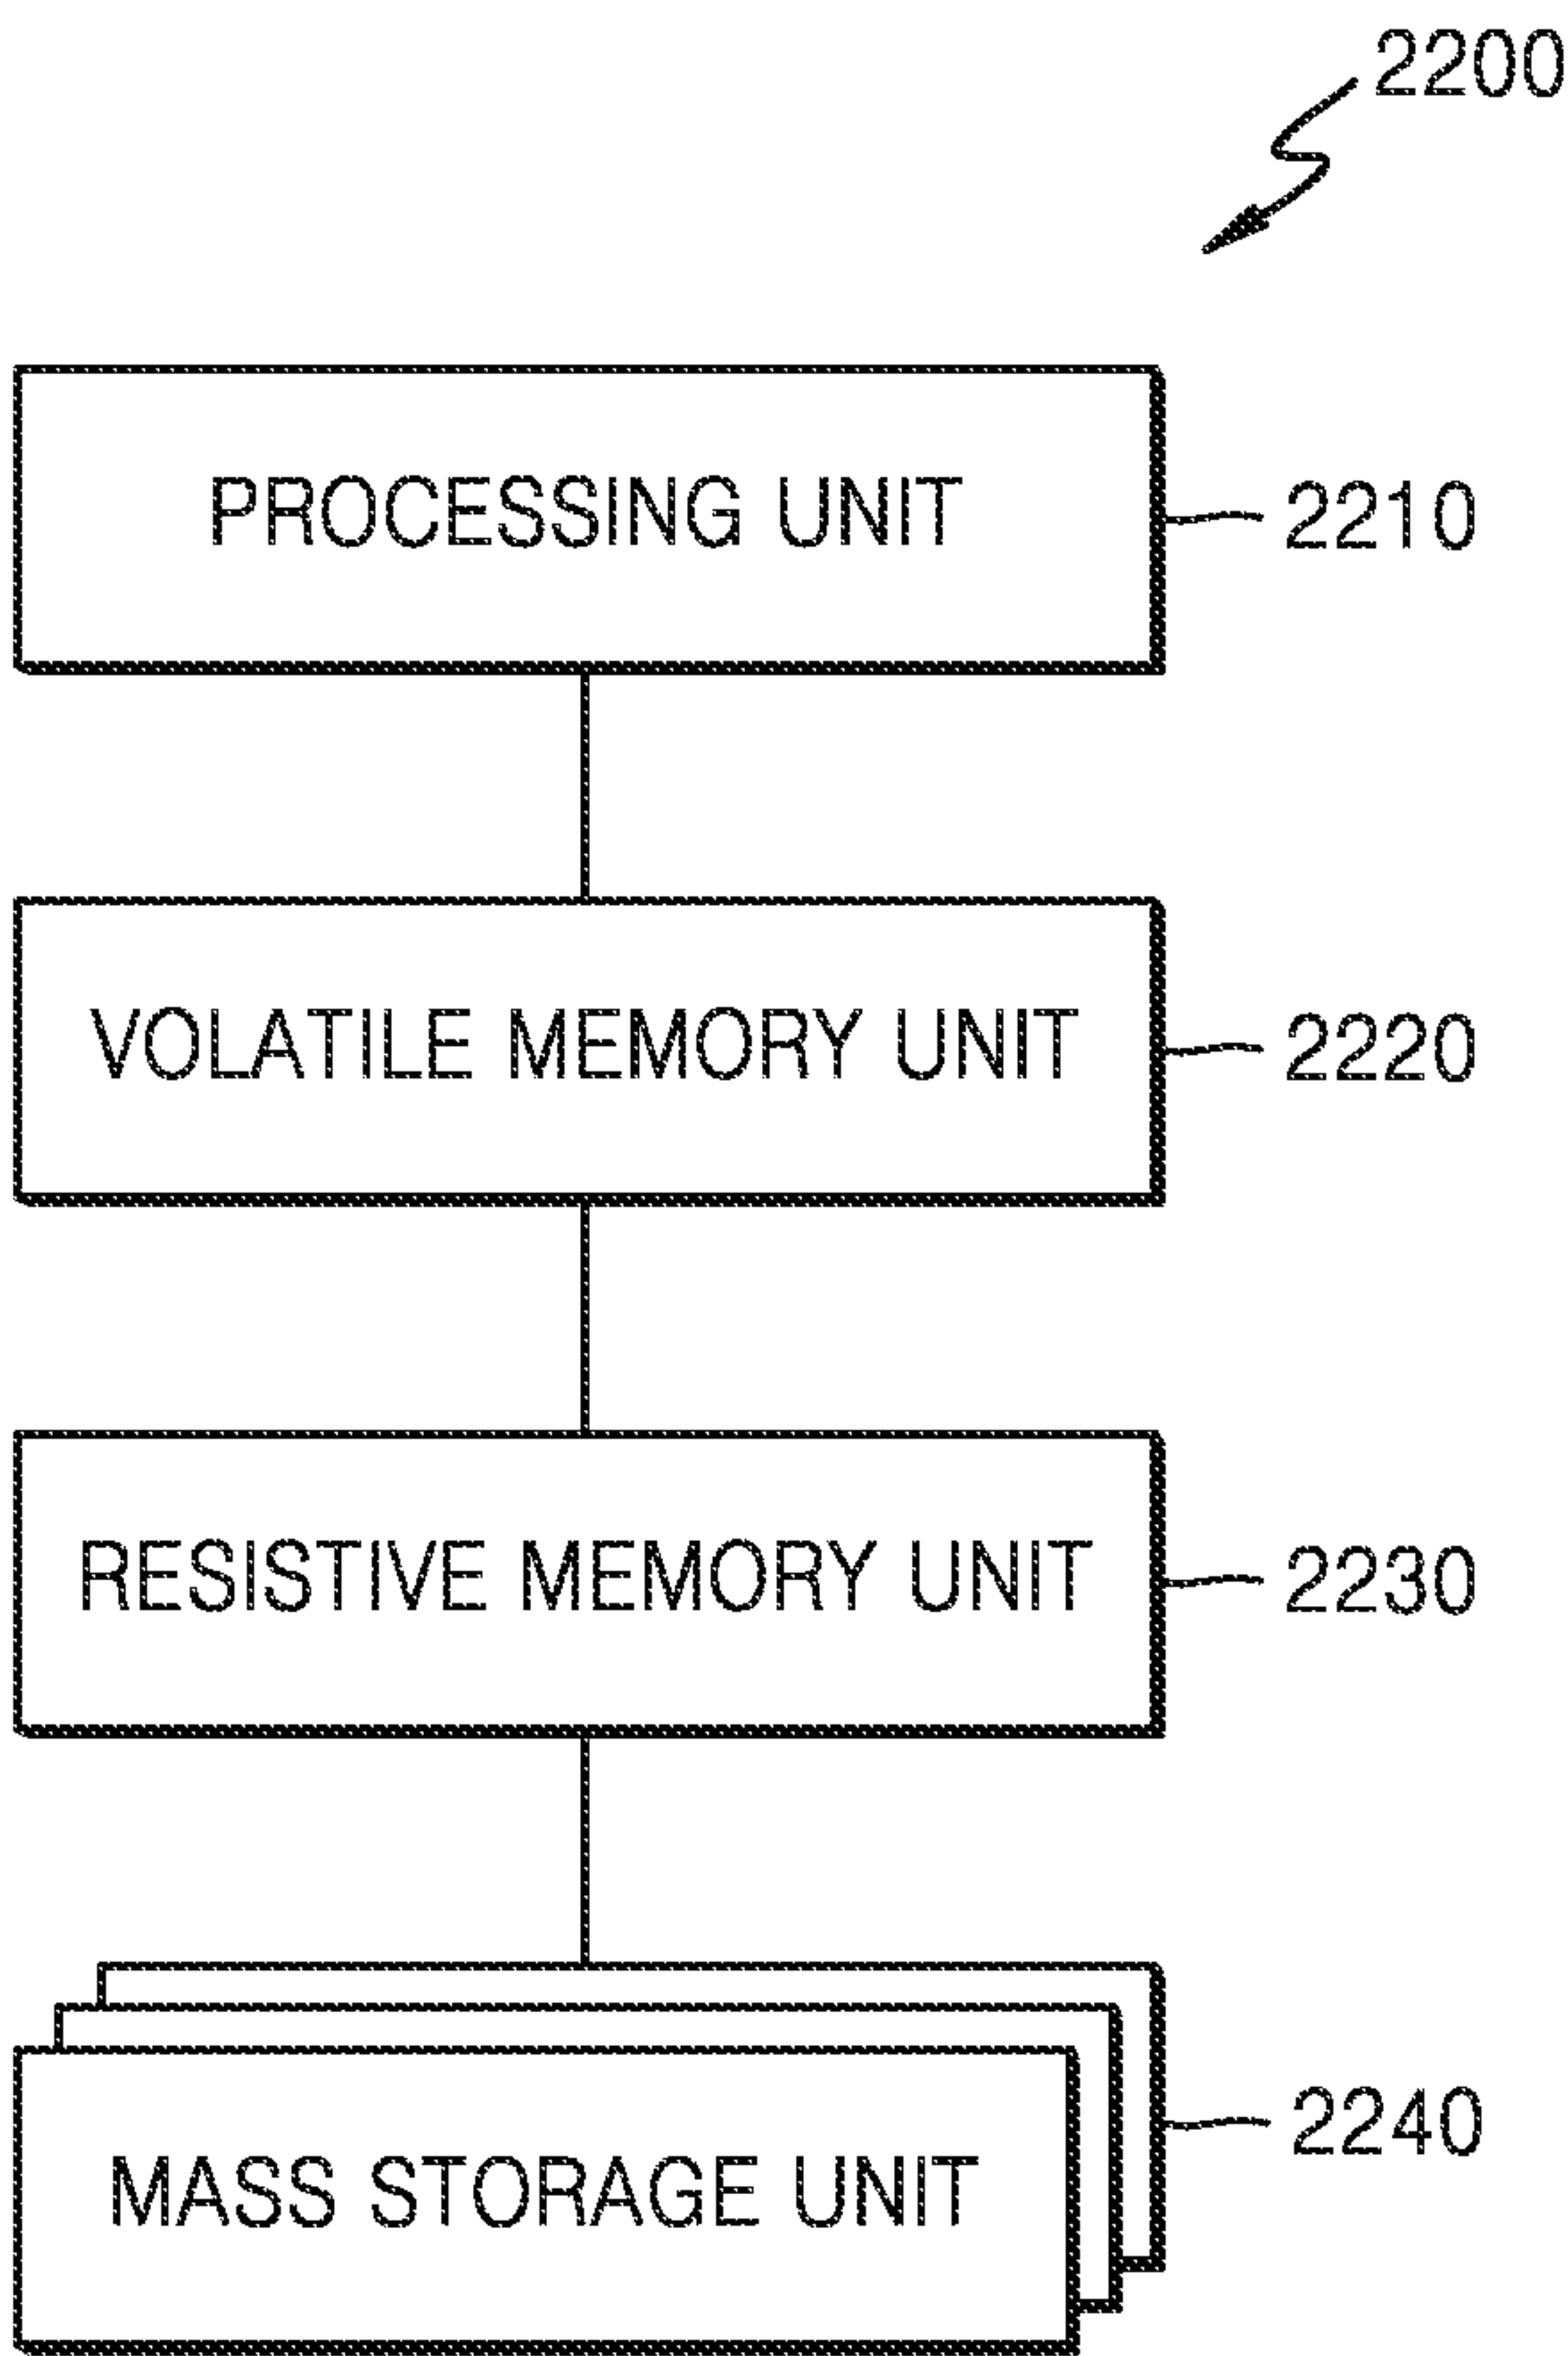 2200
PROCESSING UNIT
2210
VOLATILE MEMORY UNIT
2220
RESISTIVE MEMORY UNIT
2230
MASS STORAGE UNIT
2240